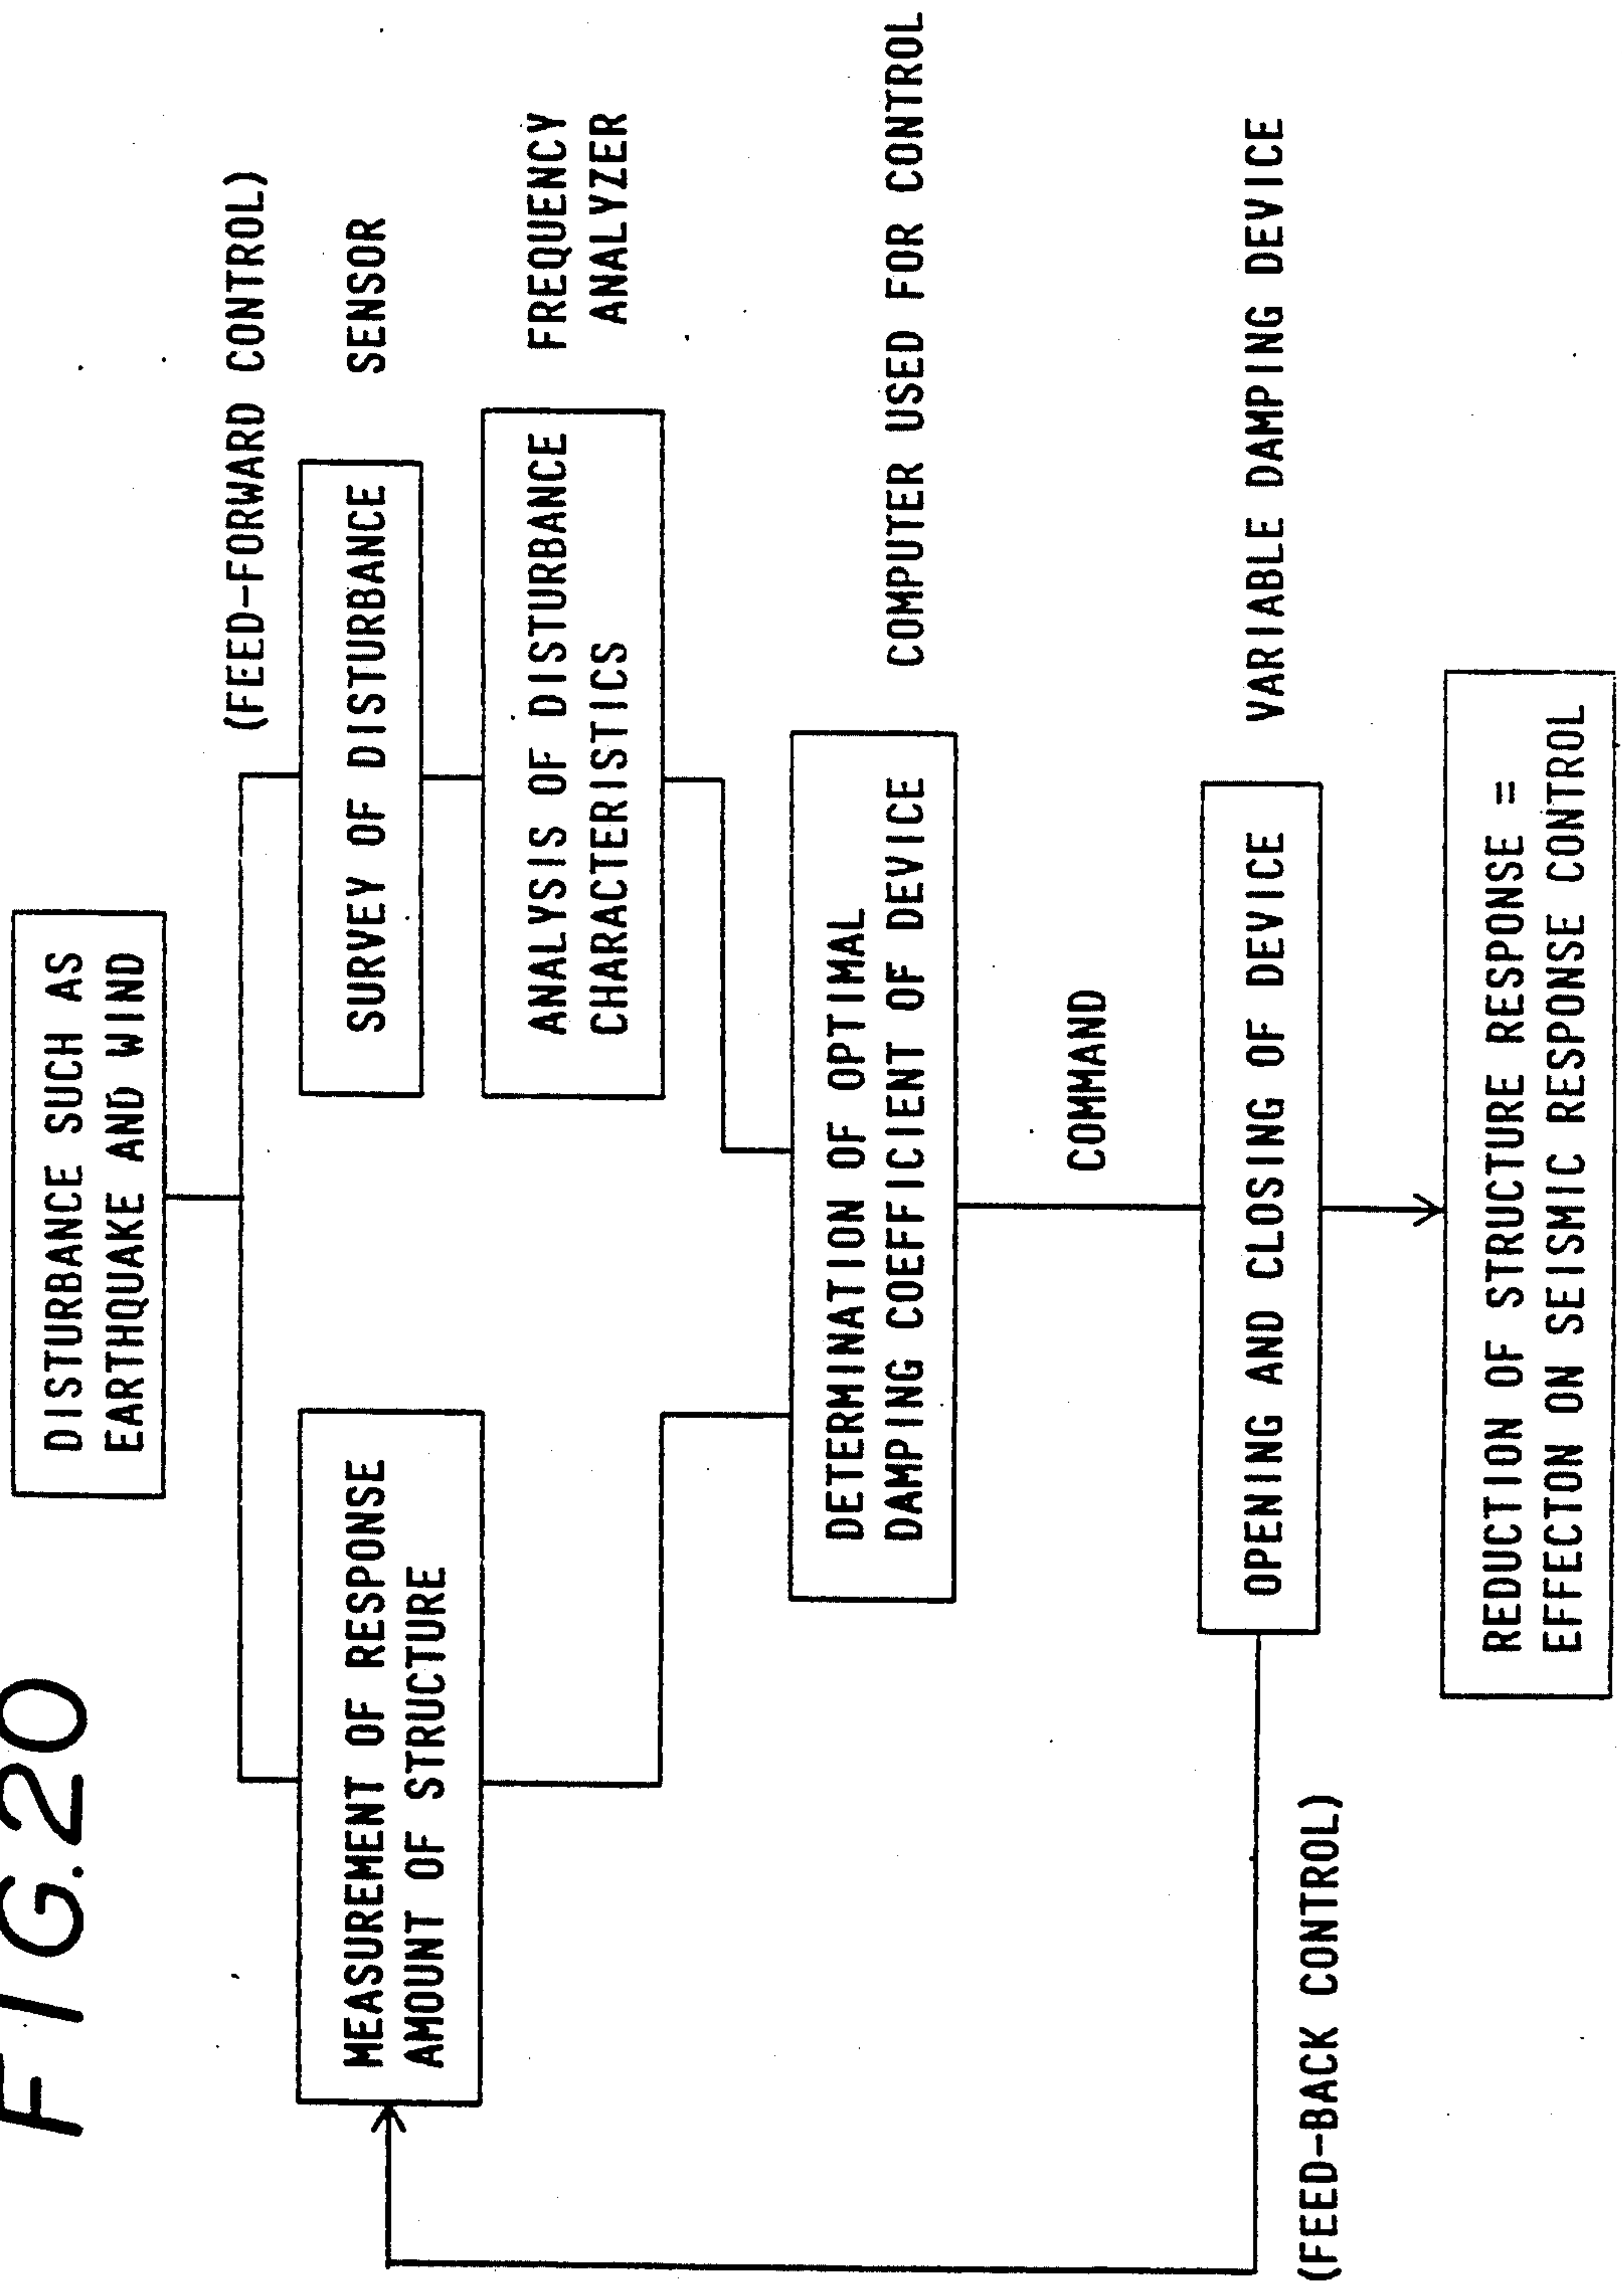 FIG.20
DISTURBANCE SUCH AS
EARTHQUAKE AND WIND
(FEED-FORWARD CONTROL)
MEASUREMENT OF RESPONSE
AMOUNT OF STRUCTURE
SURVEY OF DISTURBANCE
SENSOR
ANALYSIS OF DISTURBANCE
CHARACTERISTICS
FREQUENCY
ANALYZER
DETERMINATION OF OPTIMAL
DAMPING COEFFICIENT OF DEVICE
COMPUTER USED FOR CONTROL
COMMAND
OPENING AND CLOSING OF DEVICE
VARIABLE DAMPING DEVICE
(FEED-BACK CONTROL)
REDUCTION OF STRUCTURE RESPONSE =
EFFECTON SEISMIC RESPONSE CONTROL